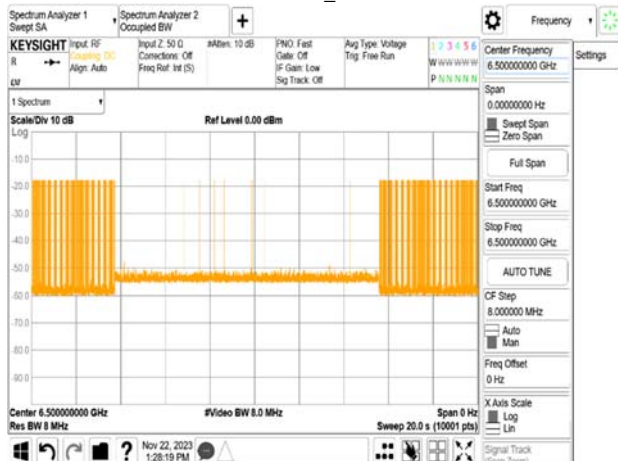 Spectrum Analyzer 1
Swept SA
Spectrum Analyzer 2
Occupied BW
+
Frequency
KEYSIGHT
R
Input: RF
Coupling: DC
Align: Auto
Input Z: 50 Ω
Corrections: Off
Freq Ref: Int (S)
#Atten: 10 dB
PNO: Fast
Gate: Off
IF Gain: Low
Sig Track: Off
Avg Type: Voltage
Trig: Free Run
1 2 3 4 5 6
W W W W W W
P N N N N N
1 Spectrum
Scale/Div 10 dB
Ref Level 0.00 dBm
Log
-10.0
-20.0
-30.0
-40.0
-50.0
-60.0
-70.0
-80.0
-90.0
Center 6.500000000 GHz
Res BW 8 MHz
#Video BW 8.0 MHz
Span 0 Hz
Sweep 20.0 s (10001 pts)
?
Nov 22, 2023
1:28:19 PM
Center Frequency
6.500000000 GHz
Settings
Span
0.00000000 Hz
Swept Span
Zero Span
Full Span
Start Freq
6.500000000 GHz
Stop Freq
6.500000000 GHz
AUTO TUNE
CF Step
8.000000 MHz
Auto
Man
Freq Offset
0 Hz
X Axis Scale
Log
Lin
Signal Track